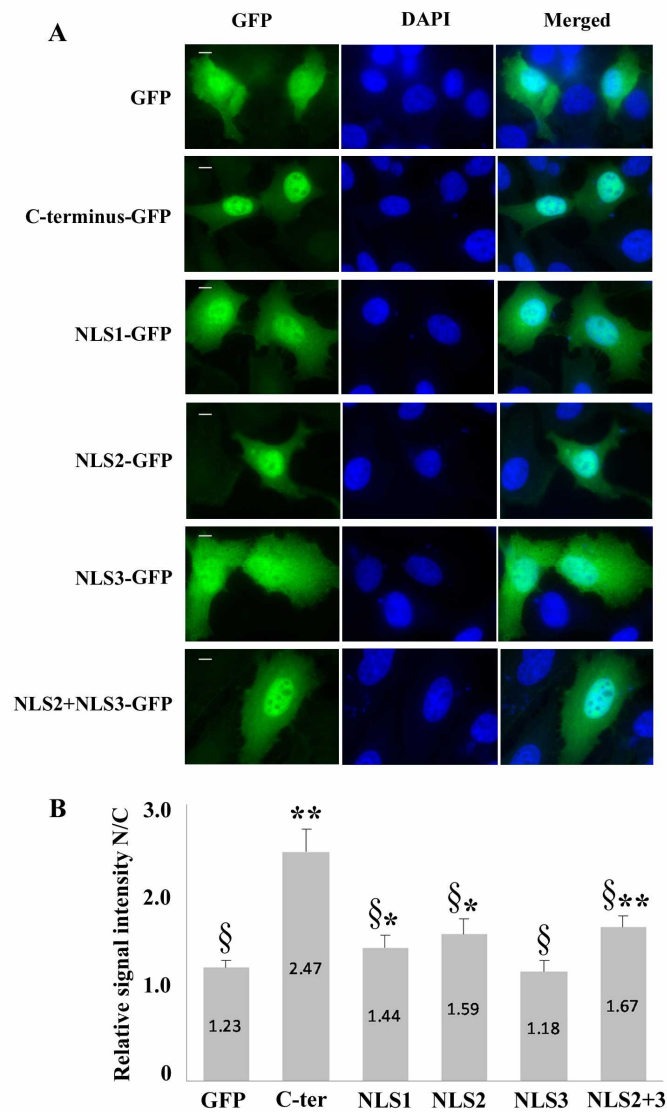 A
GFP DAPI Merged
GFP
C-terminus-GFP
NLS1-GFP
NLS2-GFP
NLS3-GFP
NLS2+NLS3-GFP
B
Relative signal intensity N/C
3.0
2.0
1.0
0
§ ** §* §* § §**
1.23 2.47 1.44 1.59 1.18 1.67
GFP C-ter NLS1 NLS2 NLS3 NLS2+3